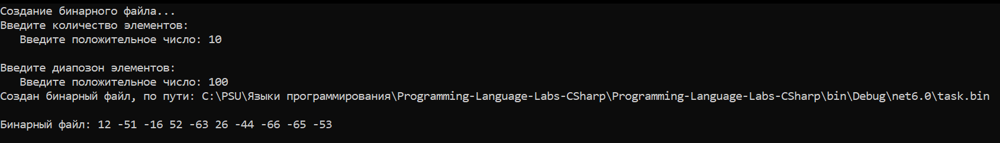 Создание бинарного файла...
Введите количество элементов:
Введите положительное число: 10
Введите диапозон элементов:
Введите положительное число: 100
Создан бинарный файл, по пути: C:\PSU\Языки программирования\Programming-Language-Labs-CSharp\Programming-Language-Labs-CSharp\bin\Debug\net6.0\task.bin
Бинарный файл: 12 -51 -16 52 -63 26 -44 -66 -65 -53